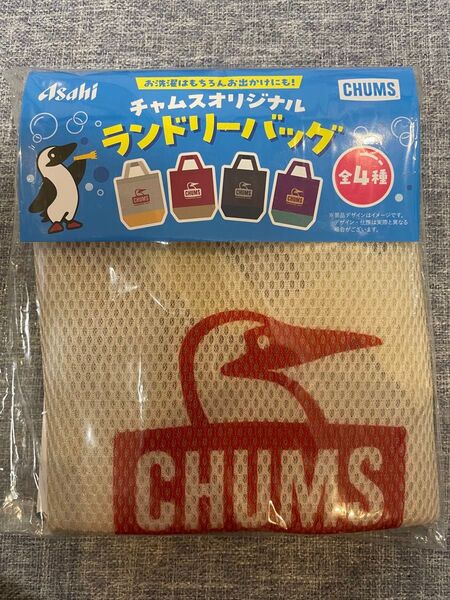 Asahi
お洗濯はもちろんお出かけにも!
チャムスオリジナル
ランドリーバッグ
CHUMS
全4種
CHUMS
CHUMS
CHUMS
CHUMS
※景品デザインはイメージです。
デザイン・仕様は実際と異なる
場合がございます。
CHUMS